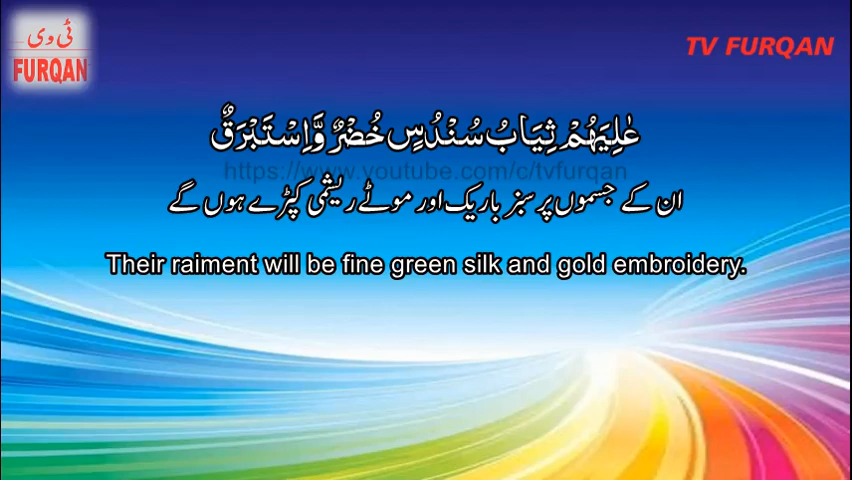 ٹی وی
FURQAN
TV FURQAN
عٰلِيَهُمْ ثِيَابُ سُنْدُسٍ خُضْرٌ وَّاِسْتَبْرَقٌ
https://www.youtube.com/c/tvfurqan
ان کے جسموں پر سبز باریک اور موٹے ریشمی کپڑے ہوں گے
Their raiment will be fine green silk and gold embroidery.